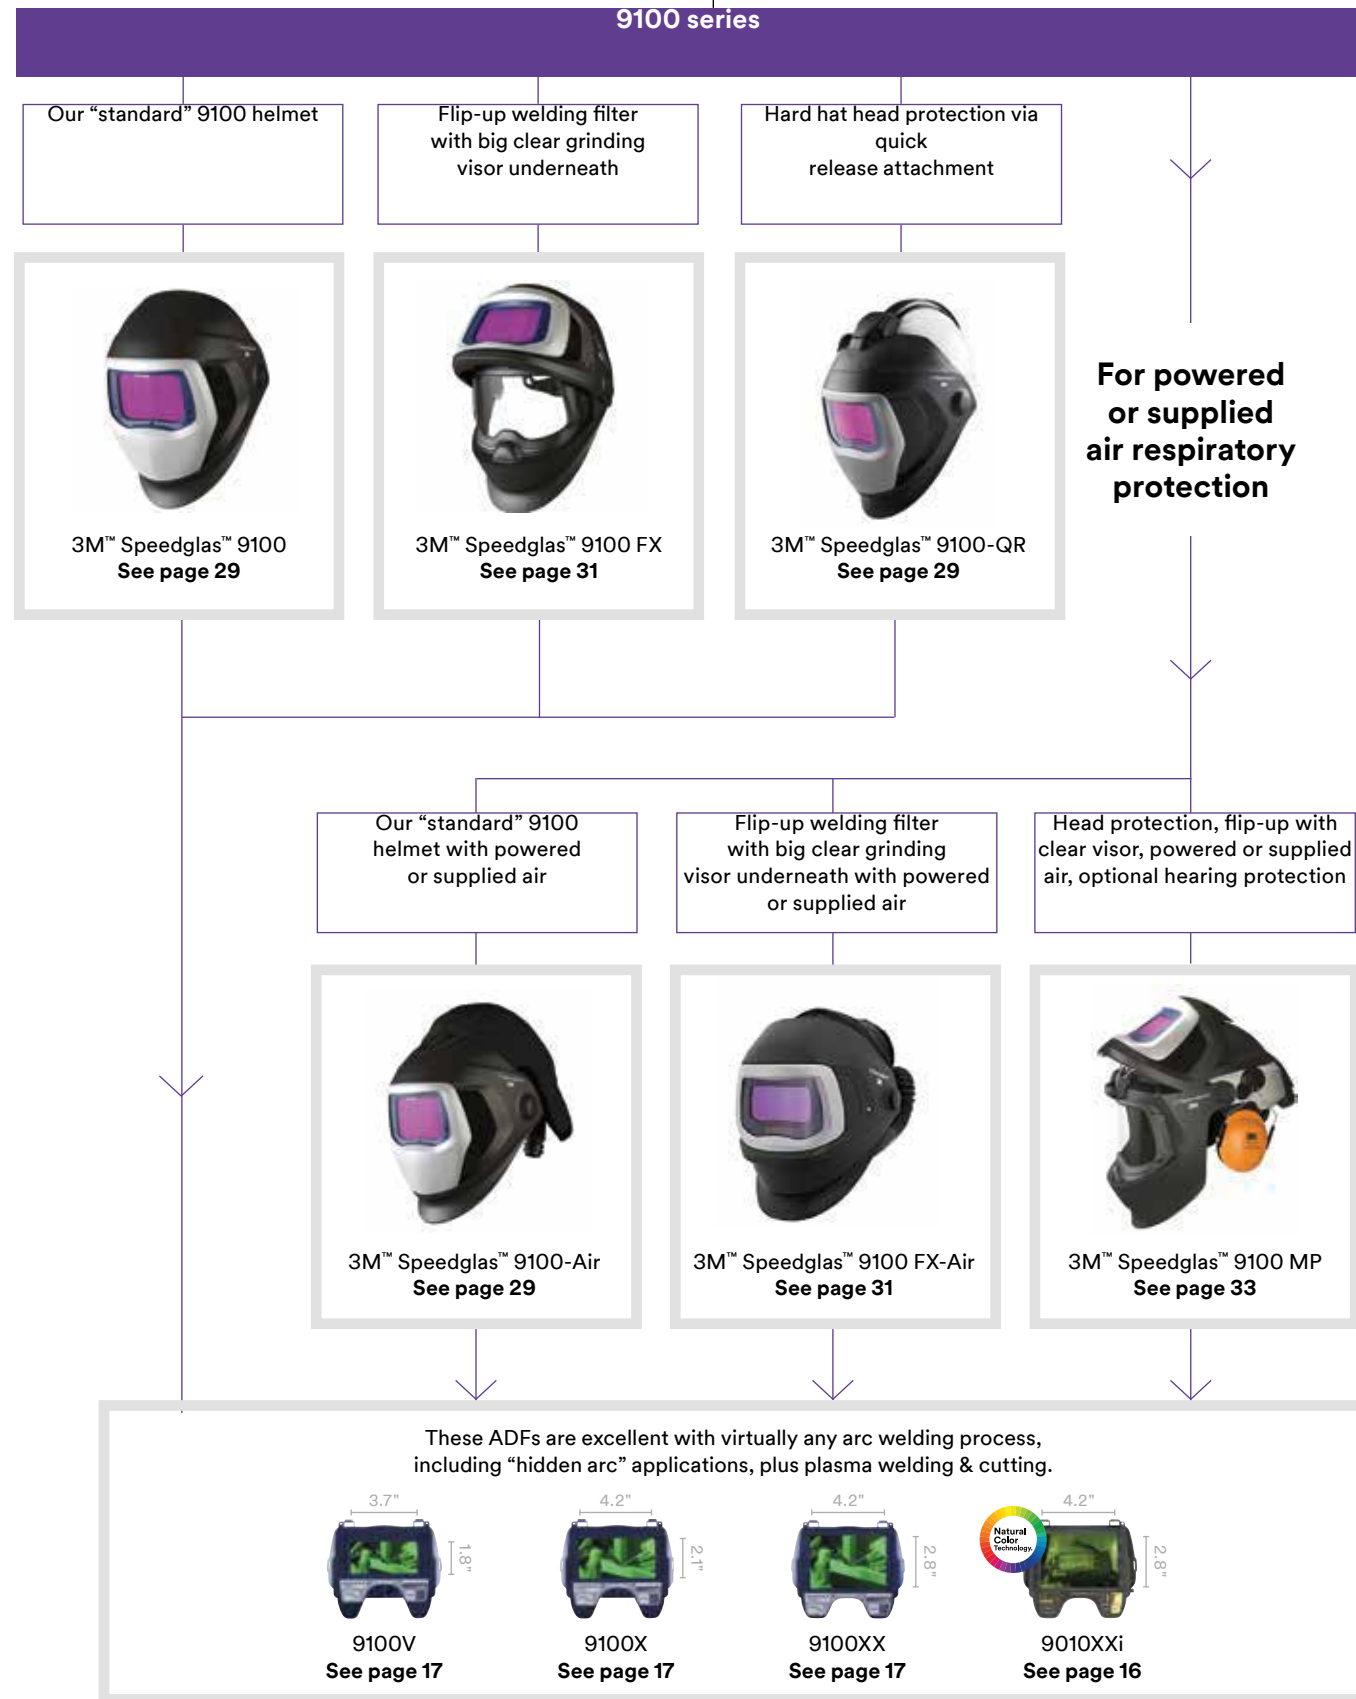 9100 series
Our “standard” 9100 helmet
Flip-up welding filter
with big clear grinding
visor underneath
Hard hat head protection via
quick
release attachment
3M™ Speedglas™ 9100
See page 29
3M™ Speedglas™ 9100 FX
See page 31
3M™ Speedglas™ 9100-QR
See page 29
For powered
or supplied
air respiratory
protection
Our “standard” 9100
helmet with powered
or supplied air
Flip-up welding filter
with big clear grinding
visor underneath with powered
or supplied air
Head protection, flip-up with
clear visor, powered or supplied
air, optional hearing protection
3M™ Speedglas™ 9100-Air
See page 29
3M™ Speedglas™ 9100 FX-Air
See page 31
3M™ Speedglas™ 9100 MP
See page 33
These ADFs are excellent with virtually any arc welding process,
including “hidden arc” applications, plus plasma welding & cutting.
3.7"
1.8"
9100V
See page 17
4.2"
2.1"
9100X
See page 17
4.2"
2.8"
9100XX
See page 17
Natural
Color
Technology.
4.2"
2.8"
9010XXi
See page 16